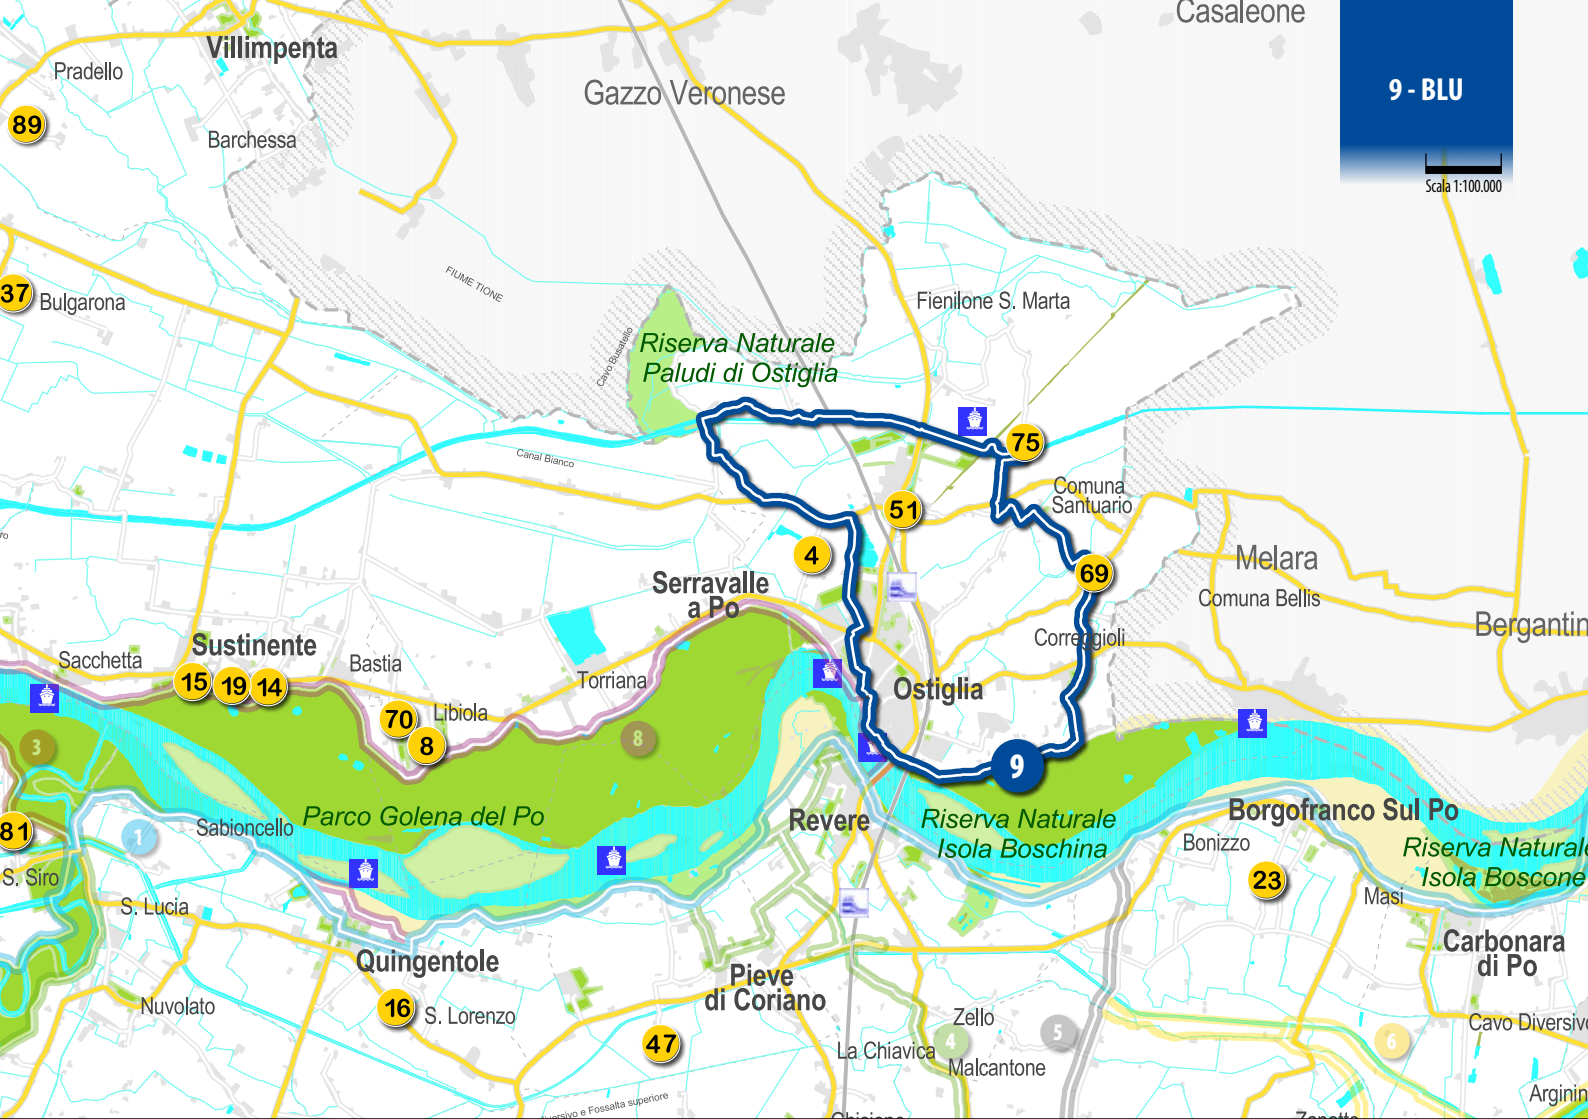 Casaleone
9 - BLU
Scala 1:100.000
Villimpenta
Pradello
Gazzo Veronese
89
Barchessa
FIUME TIONE
37
Bulgarona
Fienilone S. Marta
Cavo Busatello
Riserva Naturale
Paludi di Ostiglia
75
Canal Bianco
Comuna
Santuario
51
4
69
Melara
Serravalle
a Po
Comuna Bellis
Bergantin
Correggioli
Sustinente
Sacchetta
Bastia
15
19
14
Torriana
Ostiglia
70
Libiola
8
3
8
9
Parco Golena del Po
Revere
Riserva Naturale
Isola Boschina
Borgofranco Sul Po
81
1
Sabioncello
Bonizzo
Riserva Naturale
Isola Boscone
S. Siro
23
Masi
S. Lucia
Quingentole
Carbonara
di Po
Pieve
di Coriano
Nuvolato
16
S. Lorenzo
Zello
Cavo Diversivo
47
La Chiavica
4
5
6
Malcantone
Arginin
ersivo e Fossalta superiore